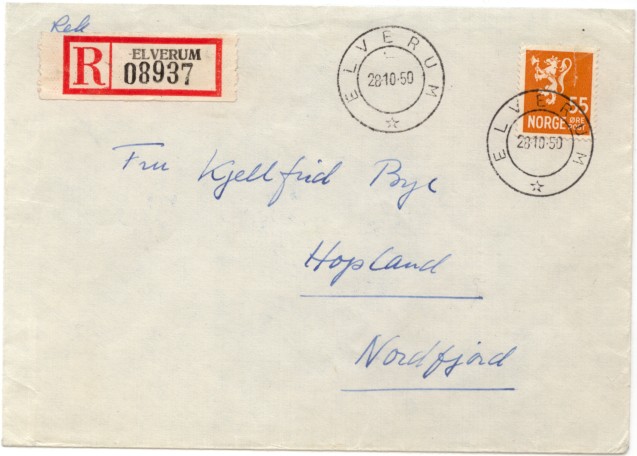 Rek
R ELVERUM
08937
ELVERUM
28·10·50
55
ØRE
NORGE POST
ELVERUM
28·10·50
Fru Kjellfrid Bye
Hopland
Nordfjord